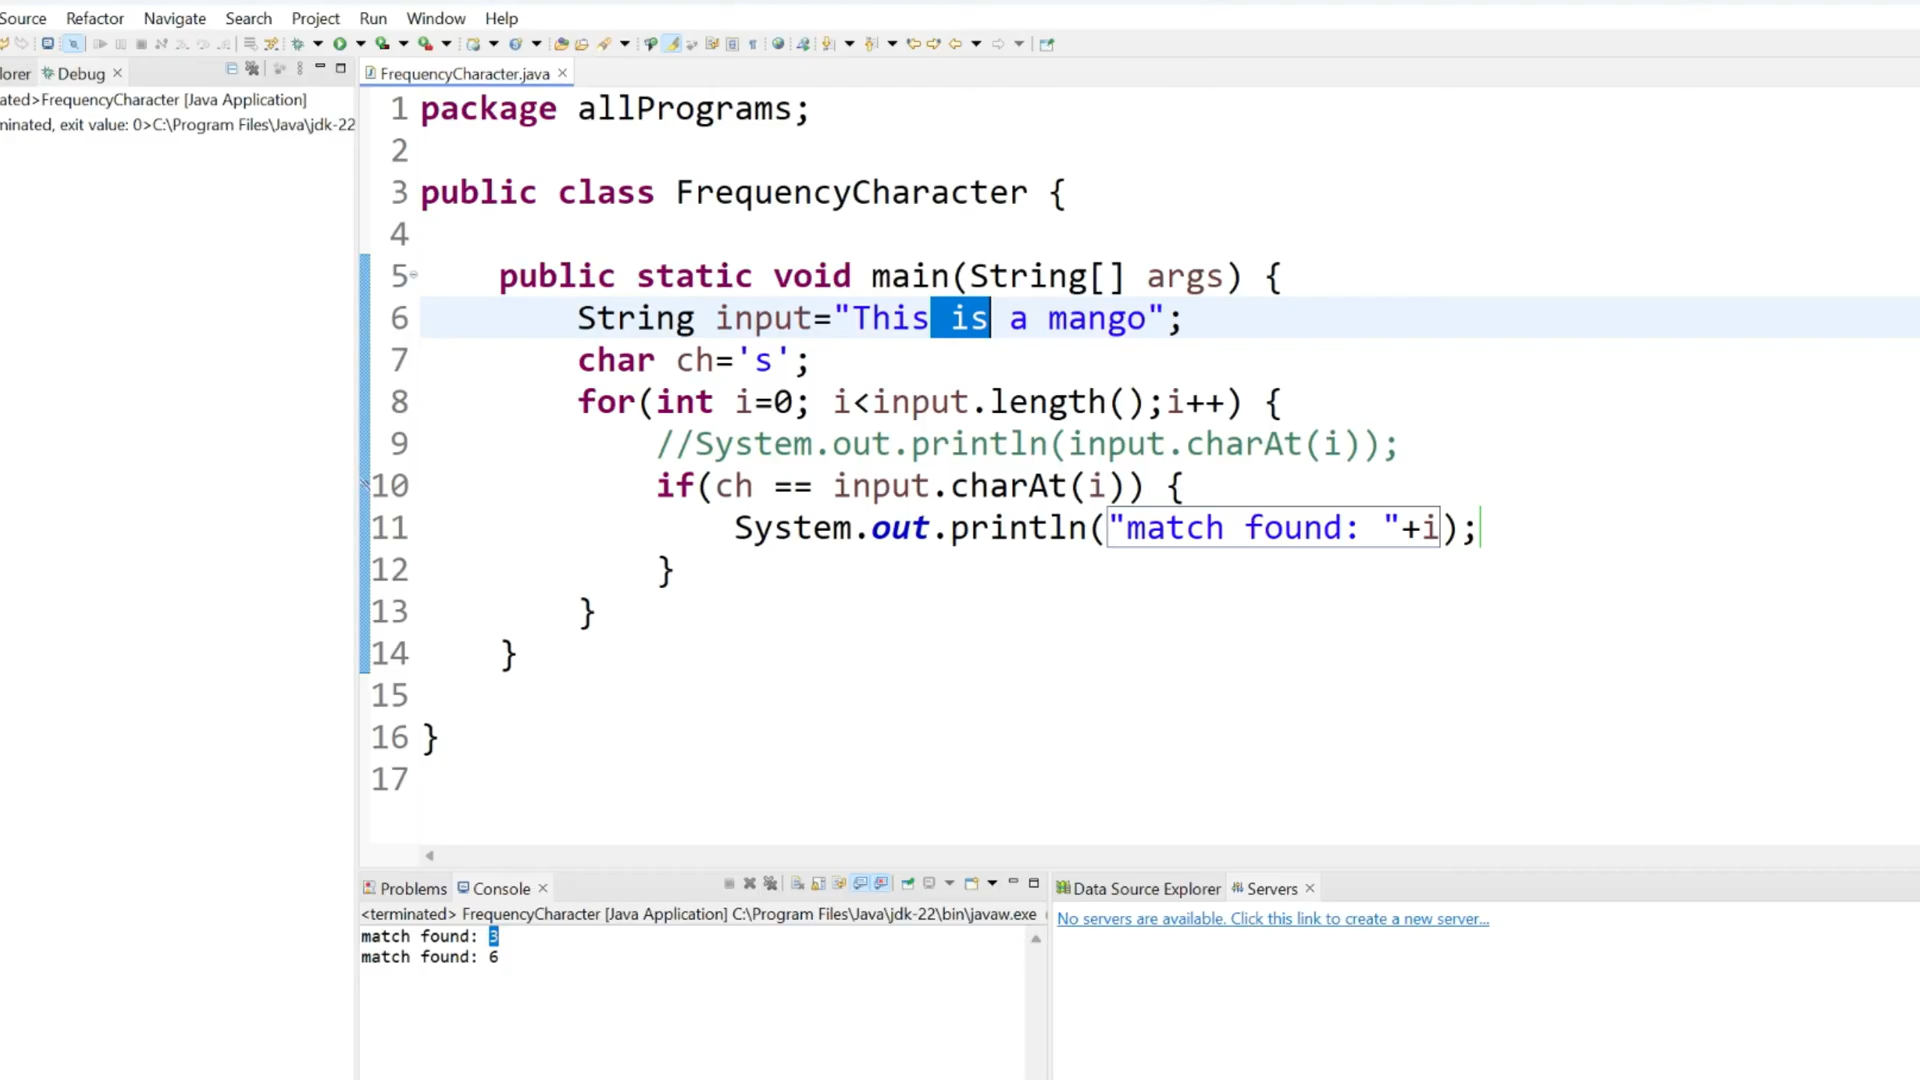 Source Refactor Navigate Search Project Run Window Help
lorer Debug
FrequencyCharacter.java
ated>FrequencyCharacter [Java Application]
minated, exit value: 0>C:\Program Files\Java\jdk-22
1 package allPrograms;
2
3 public class FrequencyCharacter {
4
5 public static void main(String[] args) {
6 String input="This is a mango";
7 char ch='s';
8 for(int i=0; i<input.length();i++) {
9 //System.out.println(input.charAt(i));
10 if(ch == input.charAt(i)) {
11 System.out.println("match found: "+i);
12 }
13 }
14 }
15
16 }
17
Problems Console
<terminated> FrequencyCharacter [Java Application] C:\Program Files\Java\jdk-22\bin\javaw.exe
match found: 3
match found: 6
Data Source Explorer Servers
No servers are available. Click this link to create a new server...